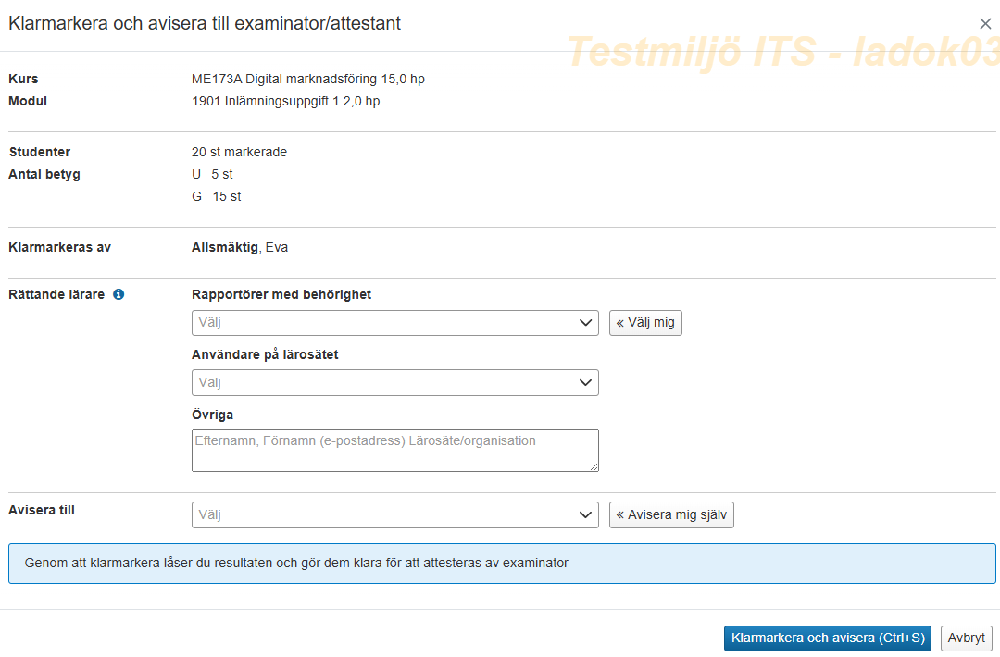 Klarmarkera och avisera till examinator/attestant
Testmiljö ITS - ladok03
Kurs ME173A Digital marknadsföring 15,0 hp
Modul 1901 Inlämningsuppgift 1 2,0 hp
Studenter 20 st markerade
Antal betyg U 5 st
G 15 st
Klarmarkeras av Allsmäktig, Eva
Rättande lärare Rapportörer med behörighet
Välj « Välj mig
Användare på lärosätet
Välj
Övriga
Efternamn, Förnamn (e-postadress) Lärosäte/organisation
Avisera till Välj « Avisera mig själv
Genom att klarmarkera låser du resultaten och gör dem klara för att attesteras av examinator
Klarmarkera och avisera (Ctrl+S) Avbryt